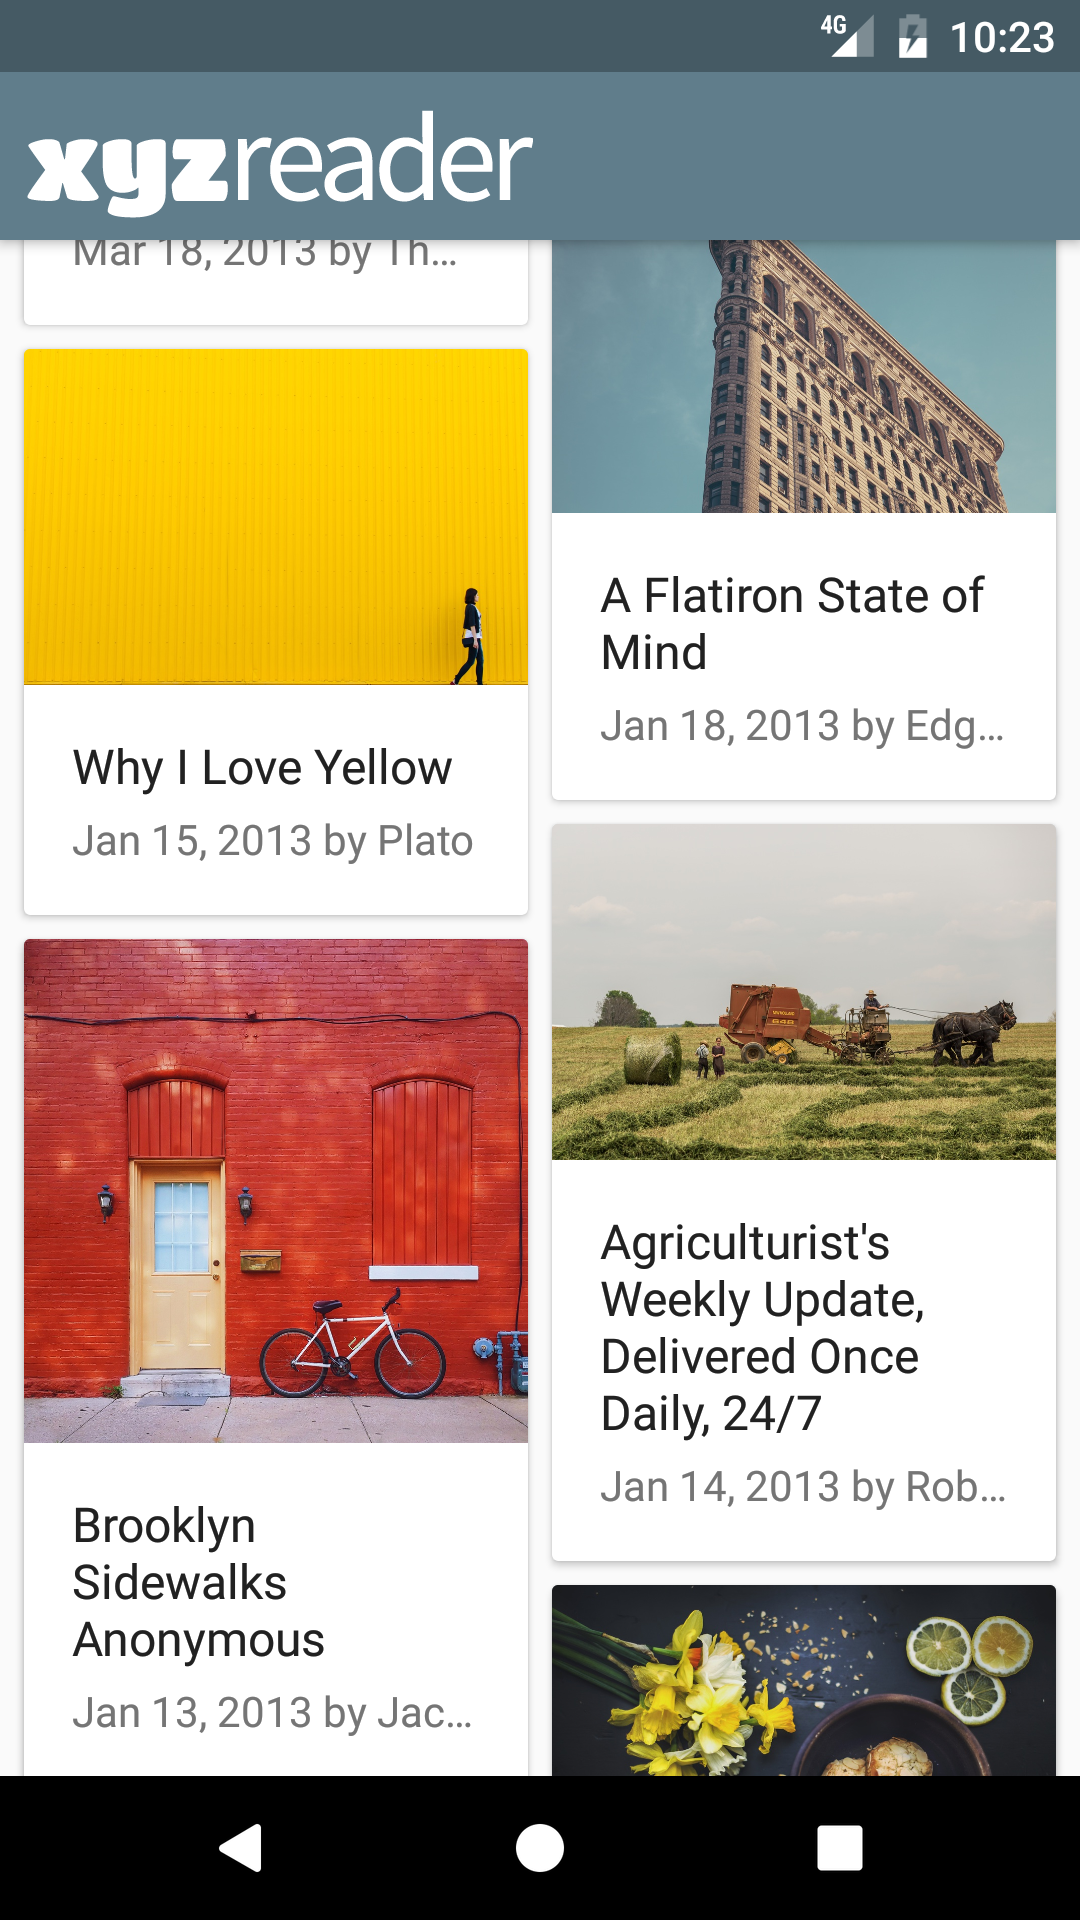 4G 10:23
xyzreader
Mar 18, 2013 by Th...
Why I Love Yellow
Jan 15, 2013 by Plato
Brooklyn
Sidewalks
Anonymous
Jan 13, 2013 by Jac...
A Flatiron State of
Mind
Jan 18, 2013 by Edg...
Agriculturist's
Weekly Update,
Delivered Once
Daily, 24/7
Jan 14, 2013 by Rob...